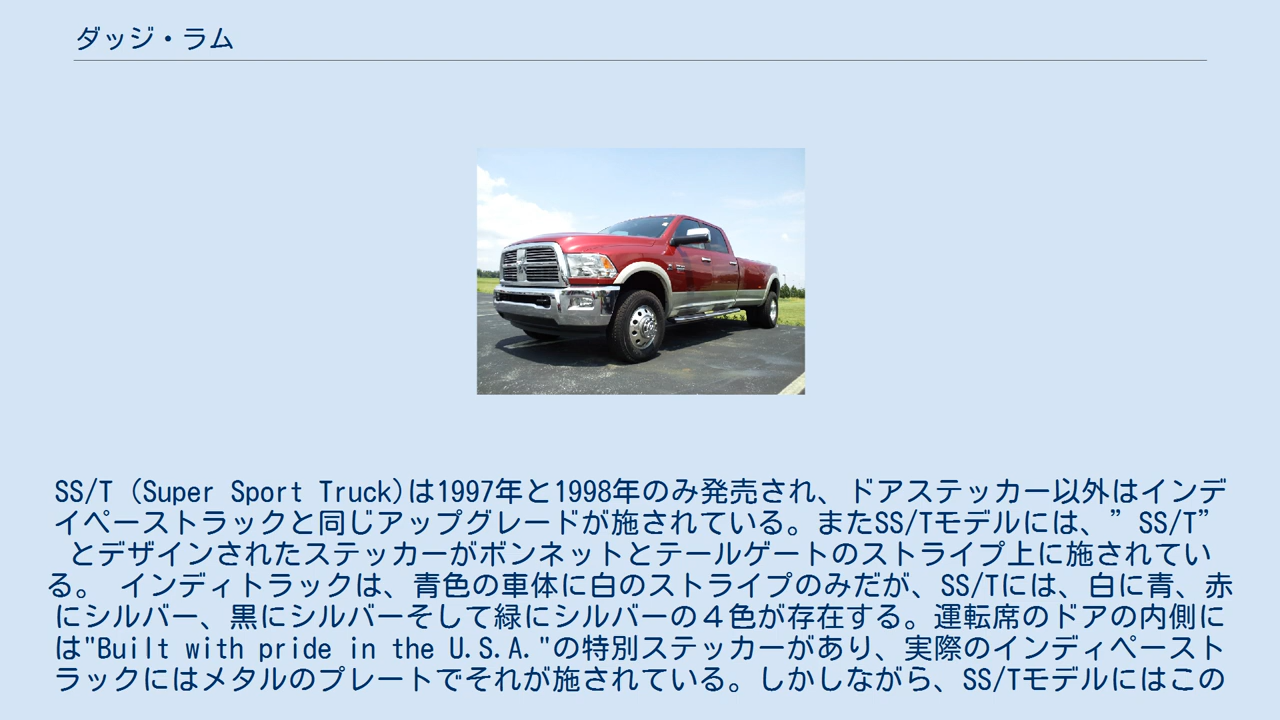 ダッジ・ラム
SS/T (Super Sport Truck)は1997年と1998年のみ発売され、ドアステッカー以外はインデ
イペーストラックと同じアップグレードが施されている。またSS/Tモデルには、”SS/T”
とデザインされたステッカーがボンネットとテールゲートのストライプ上に施されてい
る。 インディトラックは、青色の車体に白のストライプのみだが、SS/Tには、白に青、赤
にシルバー、黒にシルバーそして緑にシルバーの４色が存在する。運転席のドアの内側に
は"Built with pride in the U.S.A."の特別ステッカーがあり、実際のインディペースト
ラックにはメタルのプレートでそれが施されている。しかしながら、SS/Tモデルにはこの